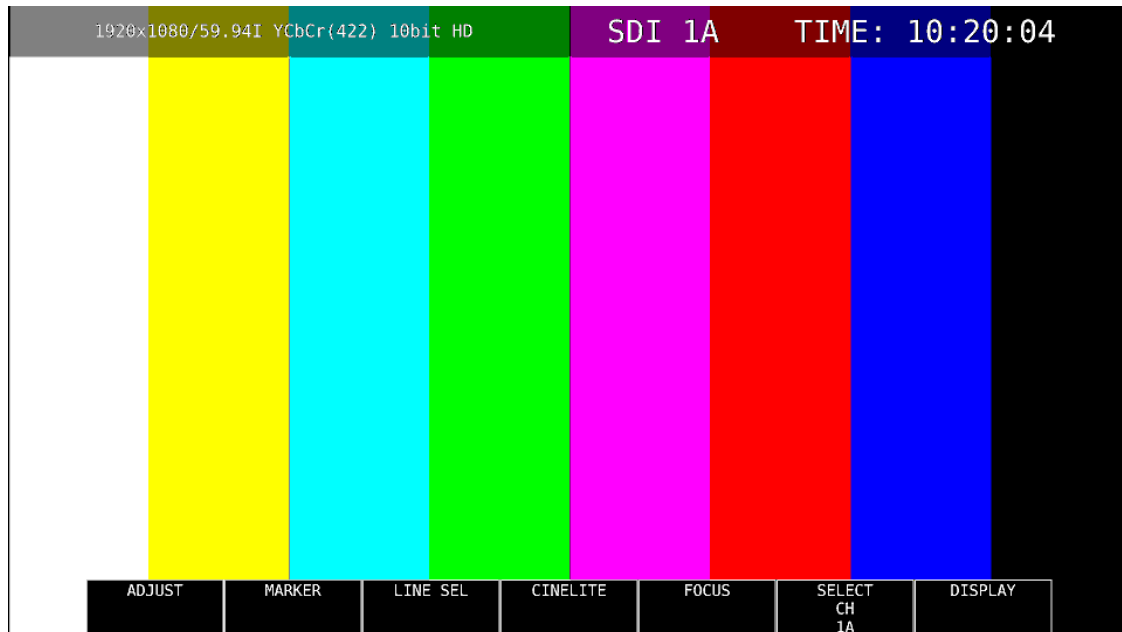 1920x1080/59.94I YCbCr(422) 10bit HD SDI 1A TIME: 10:20:04
ADJUST MARKER LINE SEL CINELITE FOCUS SELECT DISPLAY
CH
1A